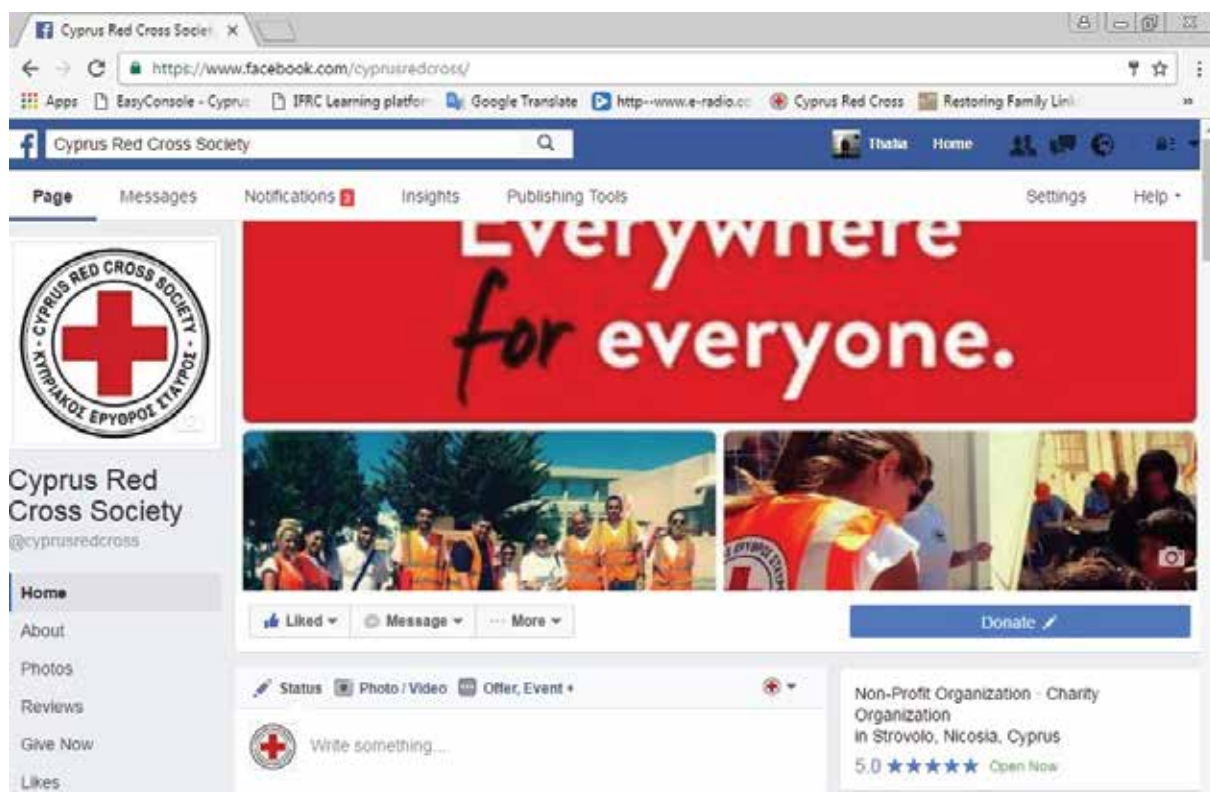 Cyprus Red Cross Societ
https://www.facebook.com/cyprusredcross/
Apps EasyConsole - Cypru IFRC Learning platfor Google Translate http--www.e-radio.cc Cyprus Red Cross Restoring Family Link »
Cyprus Red Cross Society Thalia Home
Page Messages Notifications Insights Publishing Tools Settings Help
Everywhere
for everyone.
CYPRUS RED CROSS SOCIETY
ΚΥΠΡΙΑΚΟΣ ΕΡΥΘΡΟΣ ΣΤΑΥΡΟΣ
Cyprus Red
Cross Society
@cyprusredcross
Home
About
Photos
Reviews
Give Now
Likes
Liked Message ··· More Donate
Status Photo / Video Offer, Event +
Write something...
Non-Profit Organization · Charity
Organization
in Strovolo, Nicosia, Cyprus
5.0 ★★★★★ Open Now